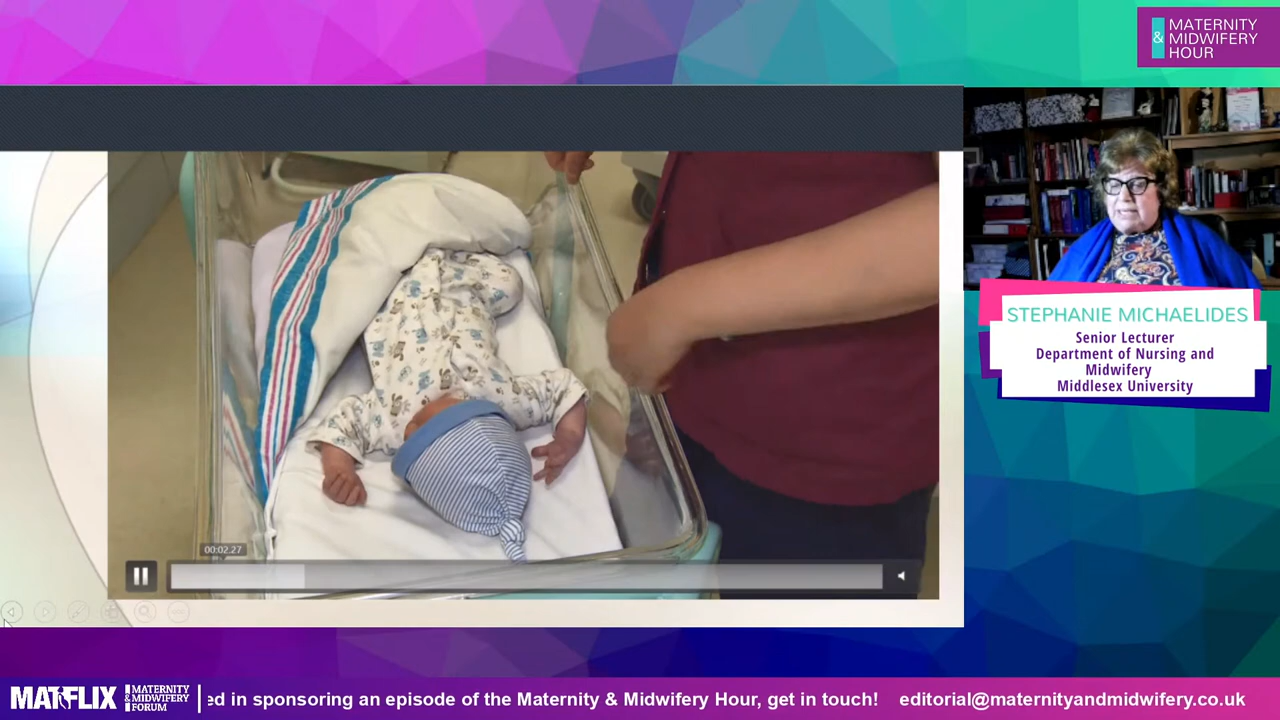 MATERNITY
& MIDWIFERY
HOUR
STEPHANIE MICHAELIDES
Senior Lecturer
Department of Nursing and
Midwifery
Middlesex University
00:02.27
MATFLIX
MATERNITY
& MIDWIFERY
FORUM
ed in sponsoring an episode of the Maternity & Midwifery Hour, get in touch! editorial@maternityandmidwifery.co.uk